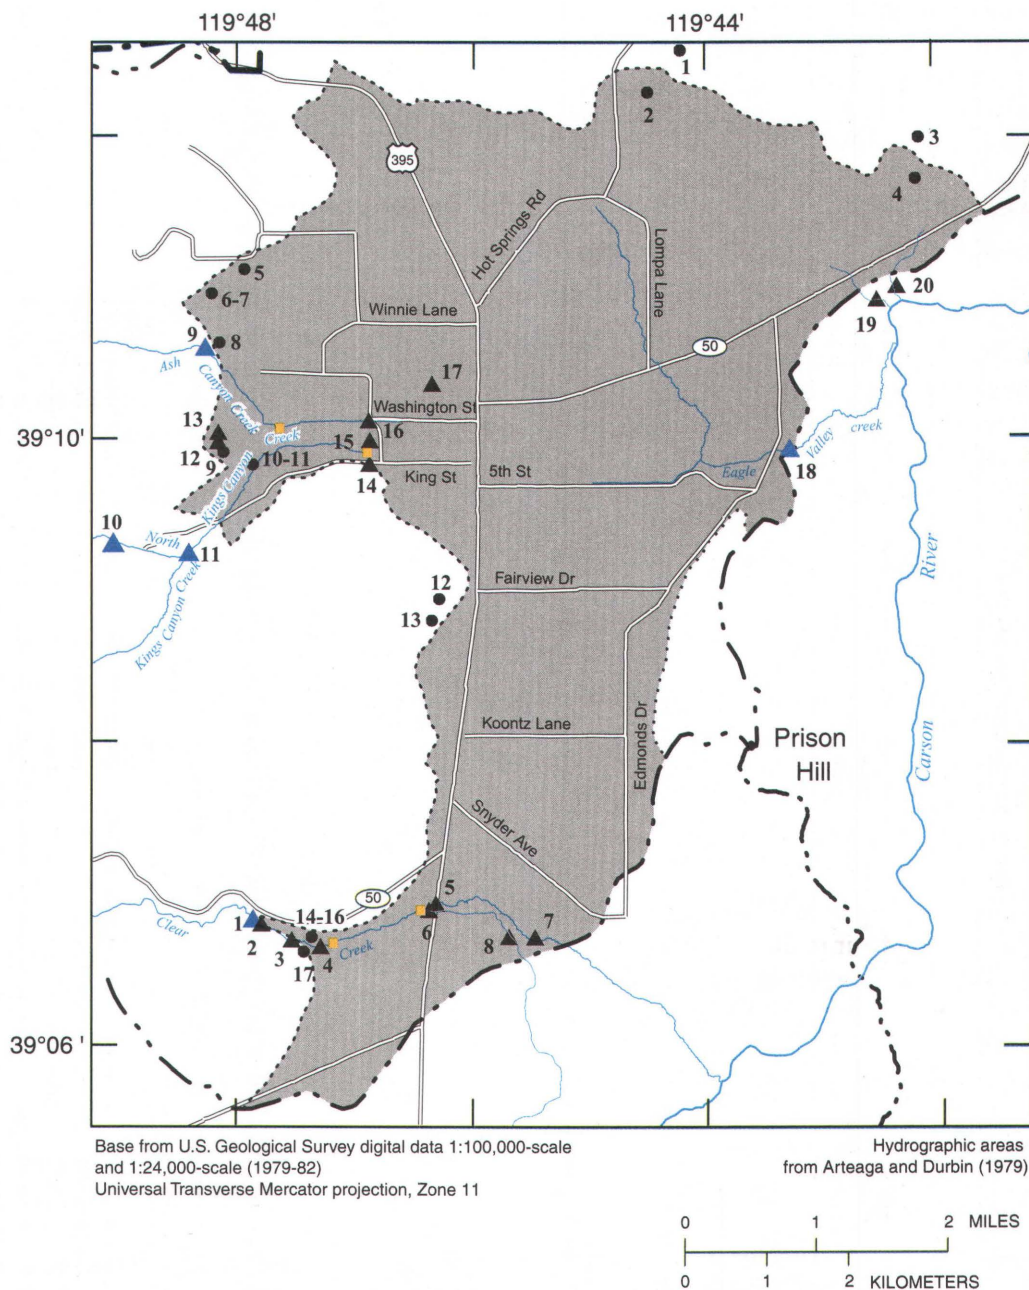 119°48'
119°44'
1
2
3
4
395
Hot Springs Rd
Lompa Lane
5
6-7
20
19
Winnie Lane
50
9
8
Ash
Canyon Creek
Creek
17
Washington St
13
16
15
39°10'
12
9
10-11
14
King St
5th St
Eagle
Valley
creek
18
Kings Canyon
10
North
11
Kings Canyon Creek
River
Fairview Dr
12
13
Koontz Lane
Edmonds Dr
Prison
Hill
Carson
Snyder Ave
50
5
6
1
2
14-16
Clear
3
4
17
Creek
8
7
39°06'
Base from U.S. Geological Survey digital data 1:100,000-scale
and 1:24,000-scale (1979-82)
Universal Transverse Mercator projection, Zone 11
Hydrographic areas
from Arteaga and Durbin (1979)
0 1 2 MILES
0 1 2 KILOMETERS